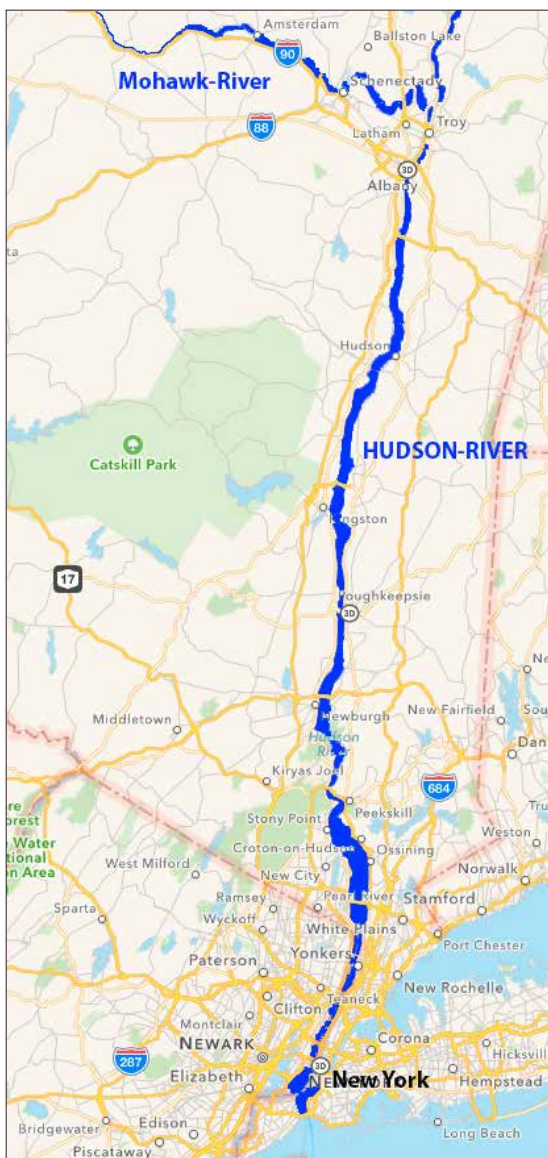 Amsterdam
Ballston Lake
90
Mohawk-River
Schenectady
88
Latham
Troy
3D
Albany
Hudson
HUDSON-RIVER
Catskill Park
Kingston
17
Poughkeepsie
3D
Newburgh
New Fairfield
Middletown
Hudson
River
Kiryas Joel
684
Peekskill
Stony Point
Croton-on-Hudson
Ossining
Weston
New City
West Milford
Norwalk
Pearl River
Ramsey
Stamford
Sparta
Wyckoff
White Plains
Port Chester
Yonkers
Paterson
New Rochelle
Teaneck
Clifton
Montclair
Corona
NEWARK
Hicksville
287
3D
New York
Hempstead
Elizabeth
Edison
Long Beach
Piscataway